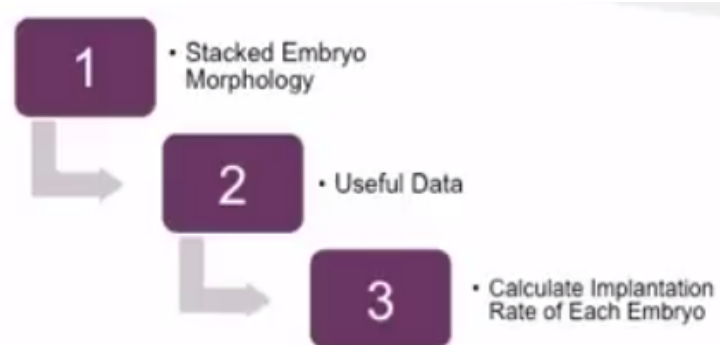 1
• Stacked Embryo
Morphology
2
• Useful Data
3
• Calculate Implantation
Rate of Each Embryo